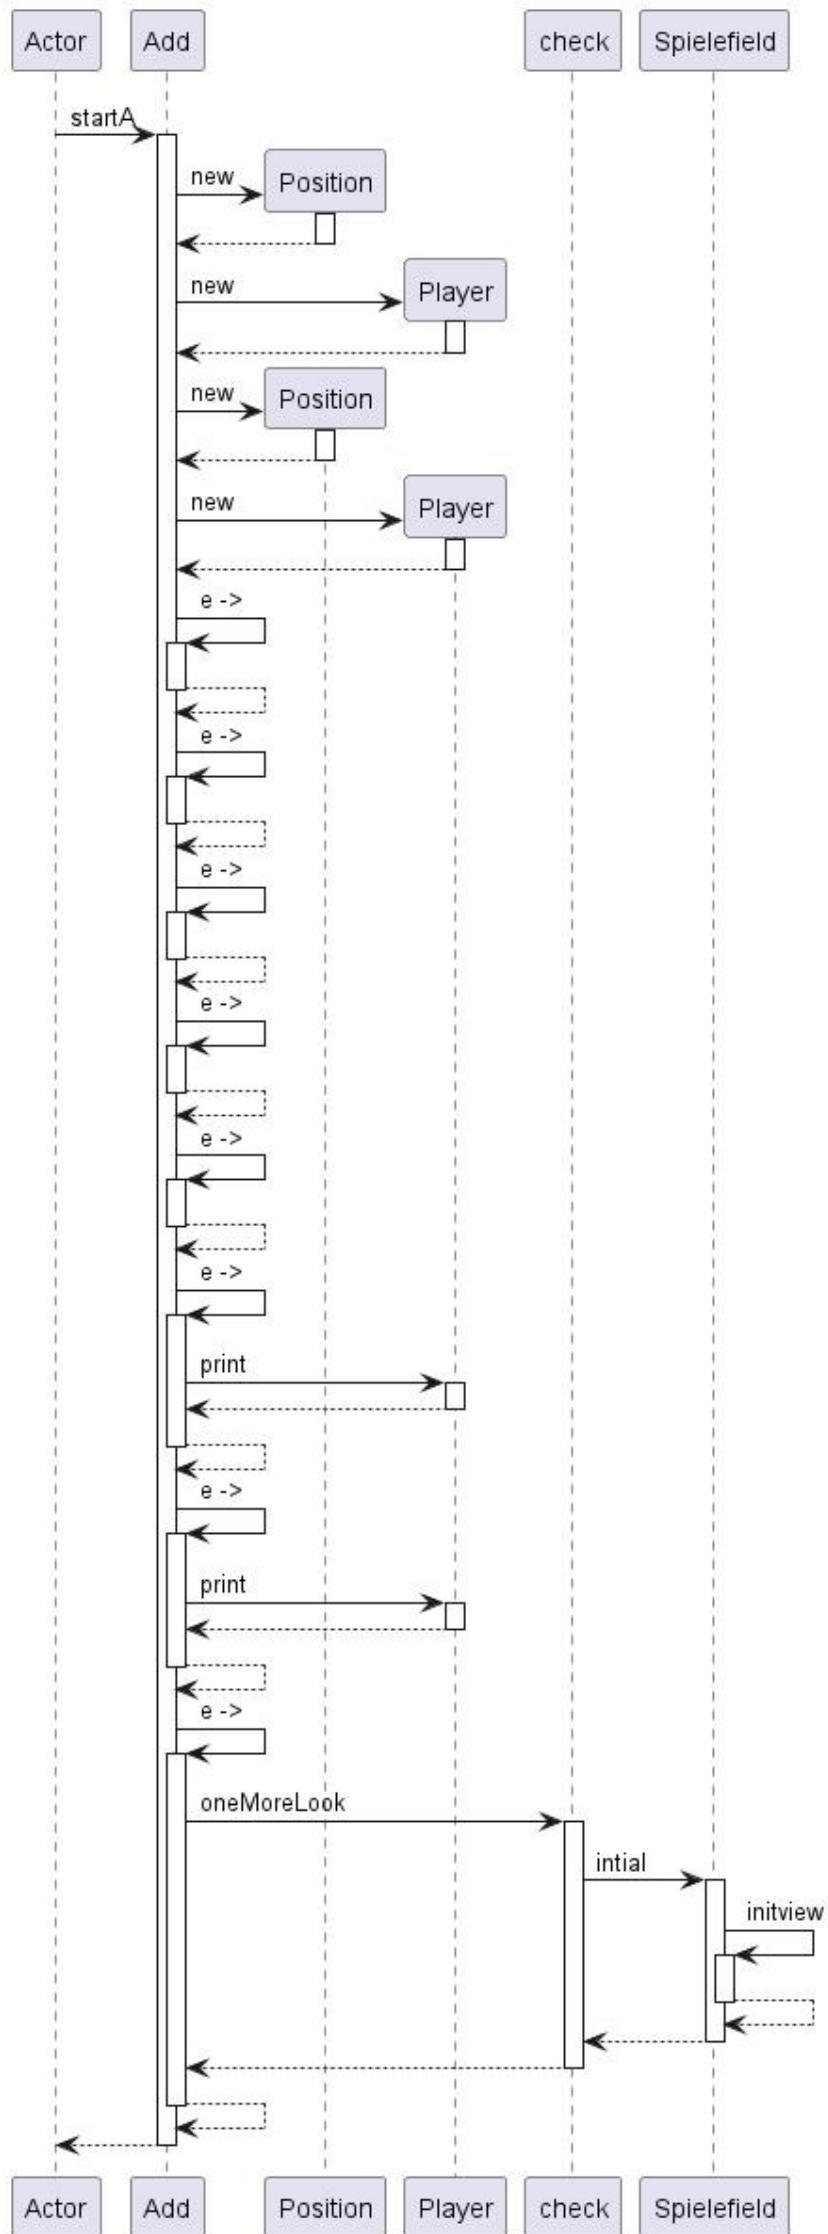 Actor Add check Spielefield
startA
new
Position
new
Player
new
Position
new
Player
e ->
e ->
e ->
e ->
e ->
e ->
print
e ->
print
e ->
oneMoreLook
intial
initview
Actor Add Position Player check Spielefield